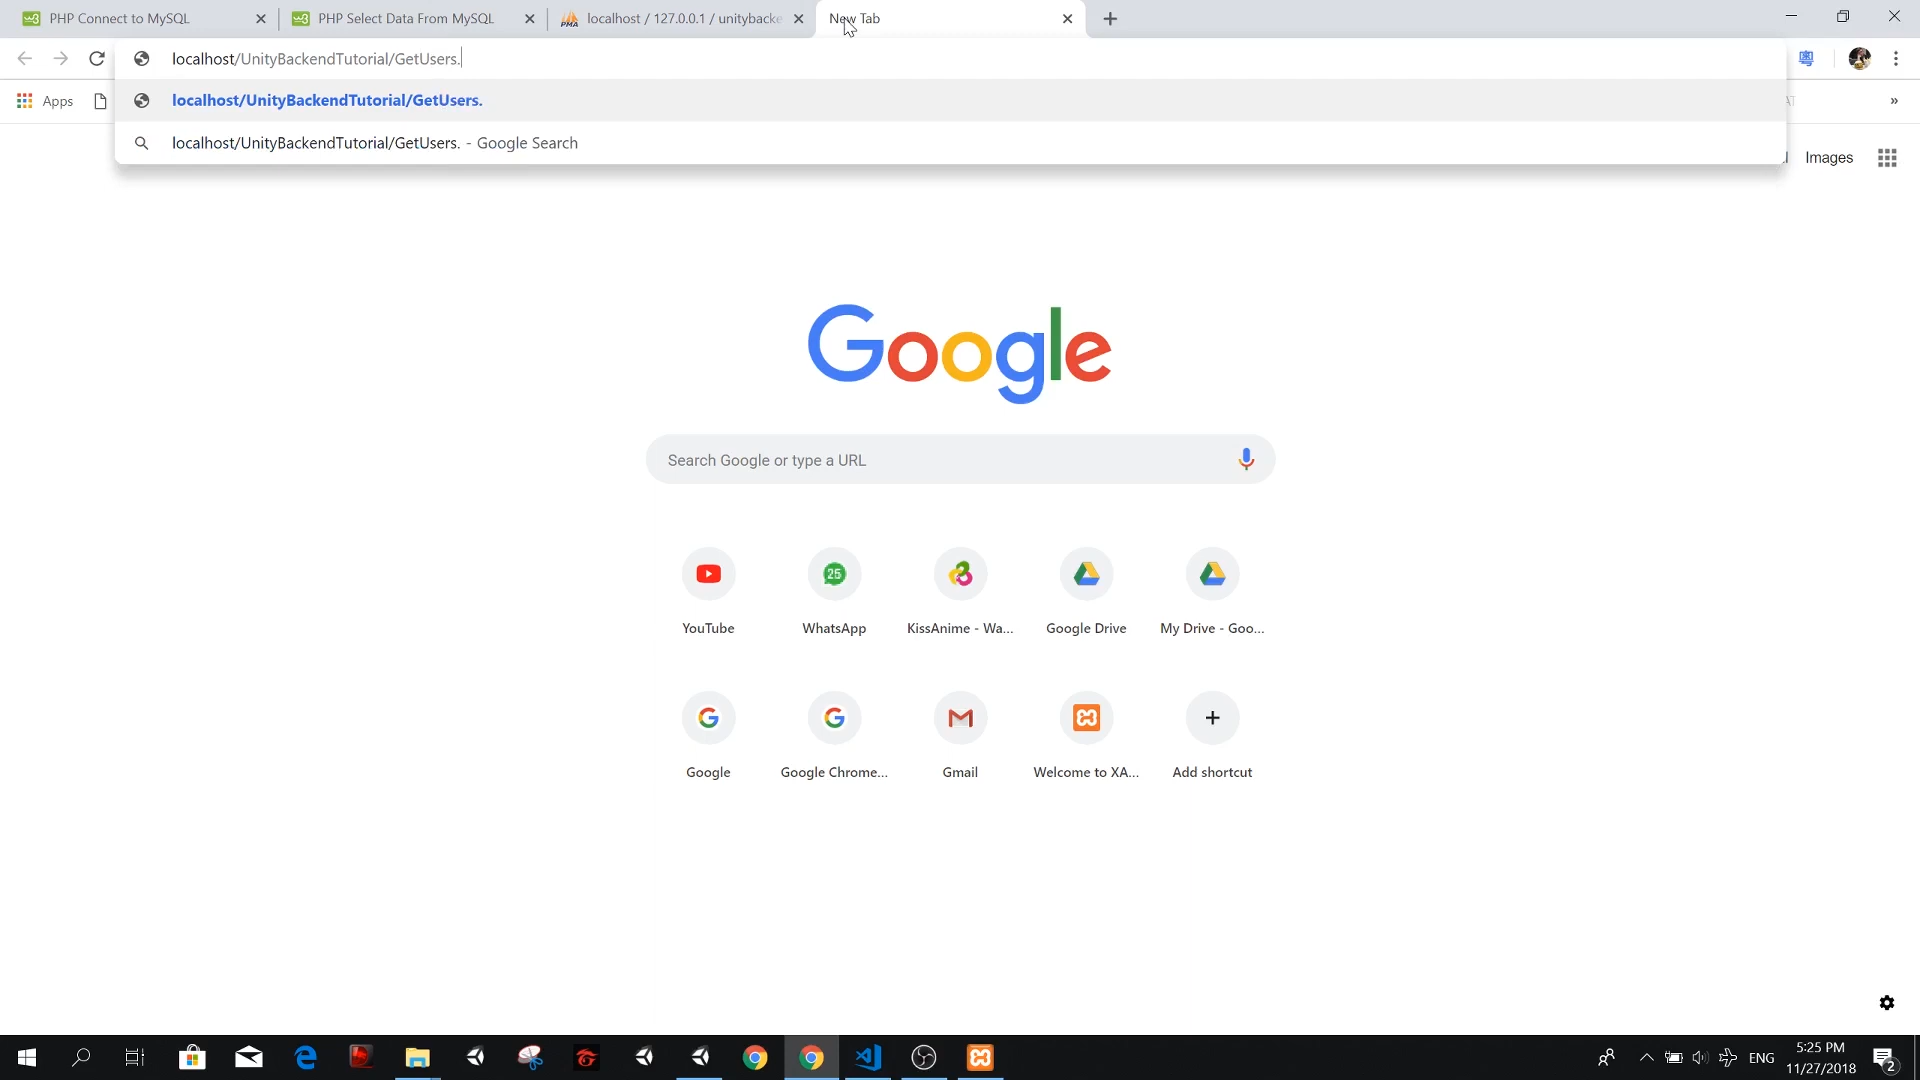 PHP Connect to MySQL
PHP Select Data From MySQL
PMA
localhost / 127.0.0.1 / unitybacke
New Tab
localhost/UnityBackendTutorial/GetUsers.
Apps
localhost/UnityBackendTutorial/GetUsers.
localhost/UnityBackendTutorial/GetUsers. - Google Search
Images
Google
Search Google or type a URL
25
YouTube
WhatsApp
KissAnime - Wa...
Google Drive
My Drive - Goo...
Google
Google Chrome...
Gmail
Welcome to XA...
Add shortcut
ENG
5:25 PM
11/27/2018
2